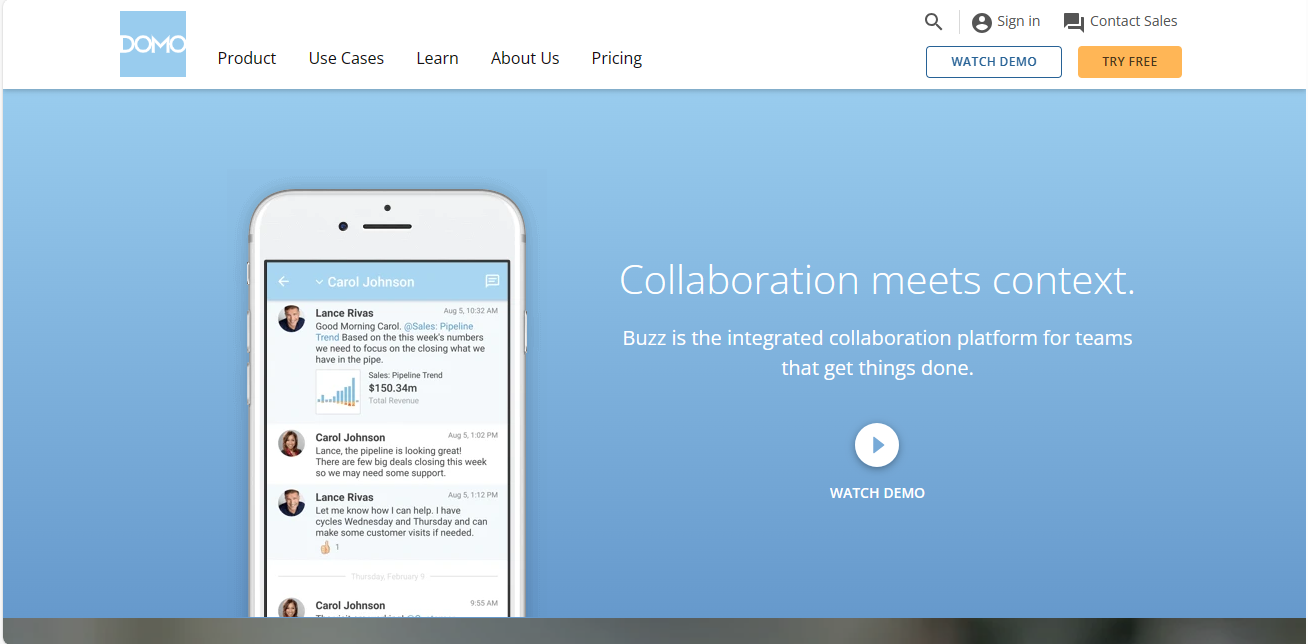 DOMO
Product
Use Cases
Learn
About Us
Pricing
Sign in
Contact Sales
WATCH DEMO
TRY FREE
Carol Johnson
Lance Rivas
Aug 5, 10:32 AM
Good Morning Carol. @Sales: Pipeline
Trend Based on the this week's numbers
we need to focus on the closing what we
have in the pipe.
Sales: Pipeline Trend
$150.34m
Total Revenue
Carol Johnson
Aug 5, 1:02 PM
Lance, the pipeline is looking great!
There are few big deals closing this week
so we may need some support.
Lance Rivas
Aug 5, 1:12 PM
Let me know how I can help. I have
cycles Wednesday and Thursday and can
make some customer visits if needed.
1
Thursday, February 9
Carol Johnson
9:55 AM
Collaboration meets context.
Buzz is the integrated collaboration platform for teams
that get things done.
WATCH DEMO